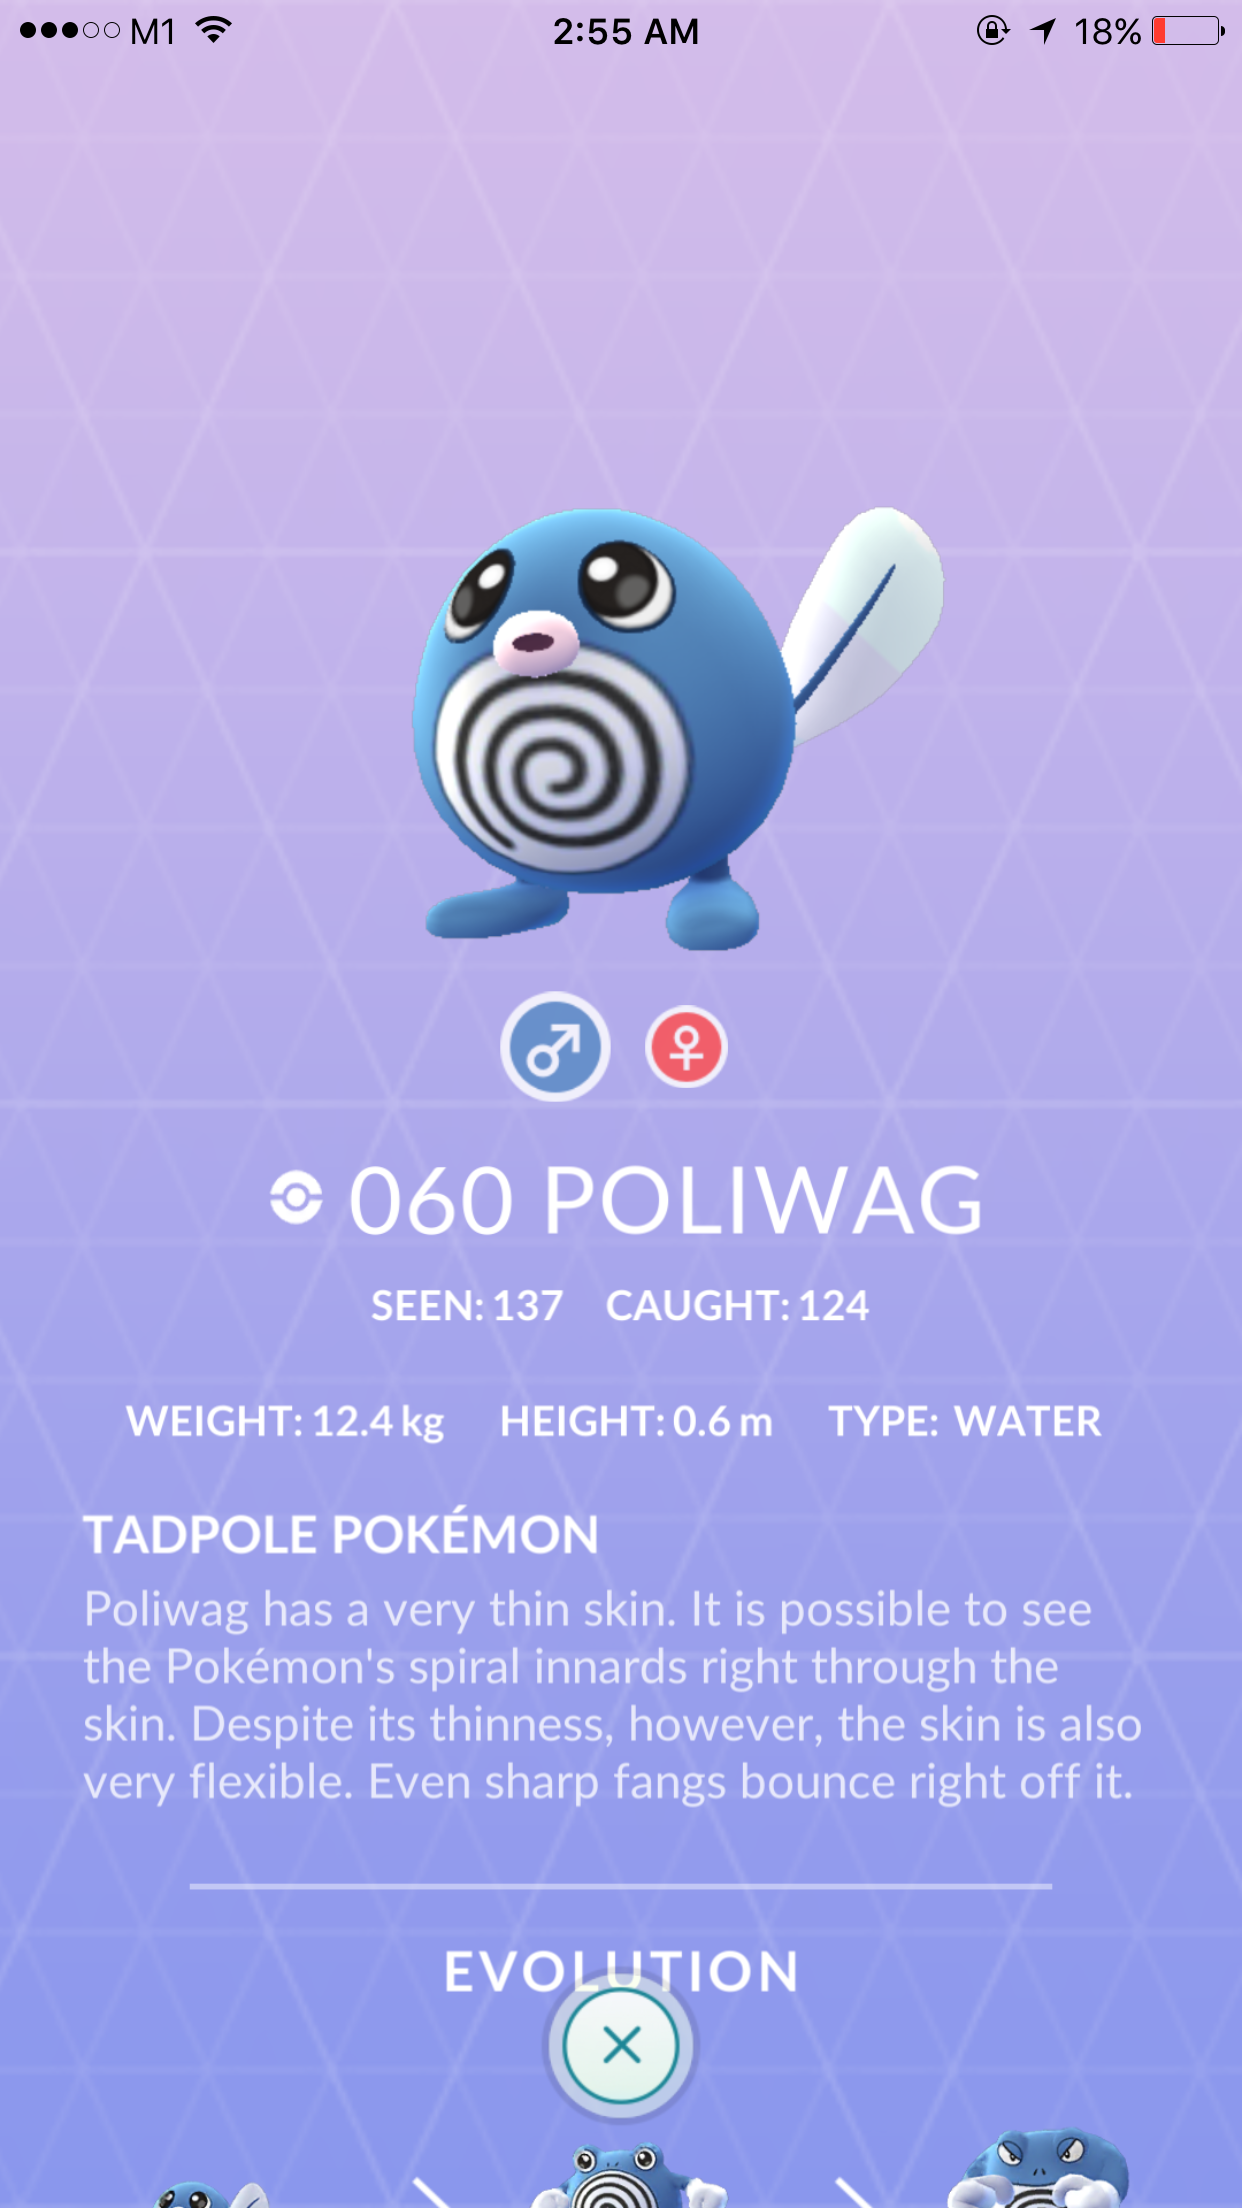 M1 2:55 AM 18%
060 POLIWAG
SEEN: 137 CAUGHT: 124
WEIGHT: 12.4 kg HEIGHT: 0.6 m TYPE: WATER
TADPOLE POKÉMON
Poliwag has a very thin skin. It is possible to see
the Pokémon's spiral innards right through the
skin. Despite its thinness, however, the skin is also
very flexible. Even sharp fangs bounce right off it.
EVOLUTION